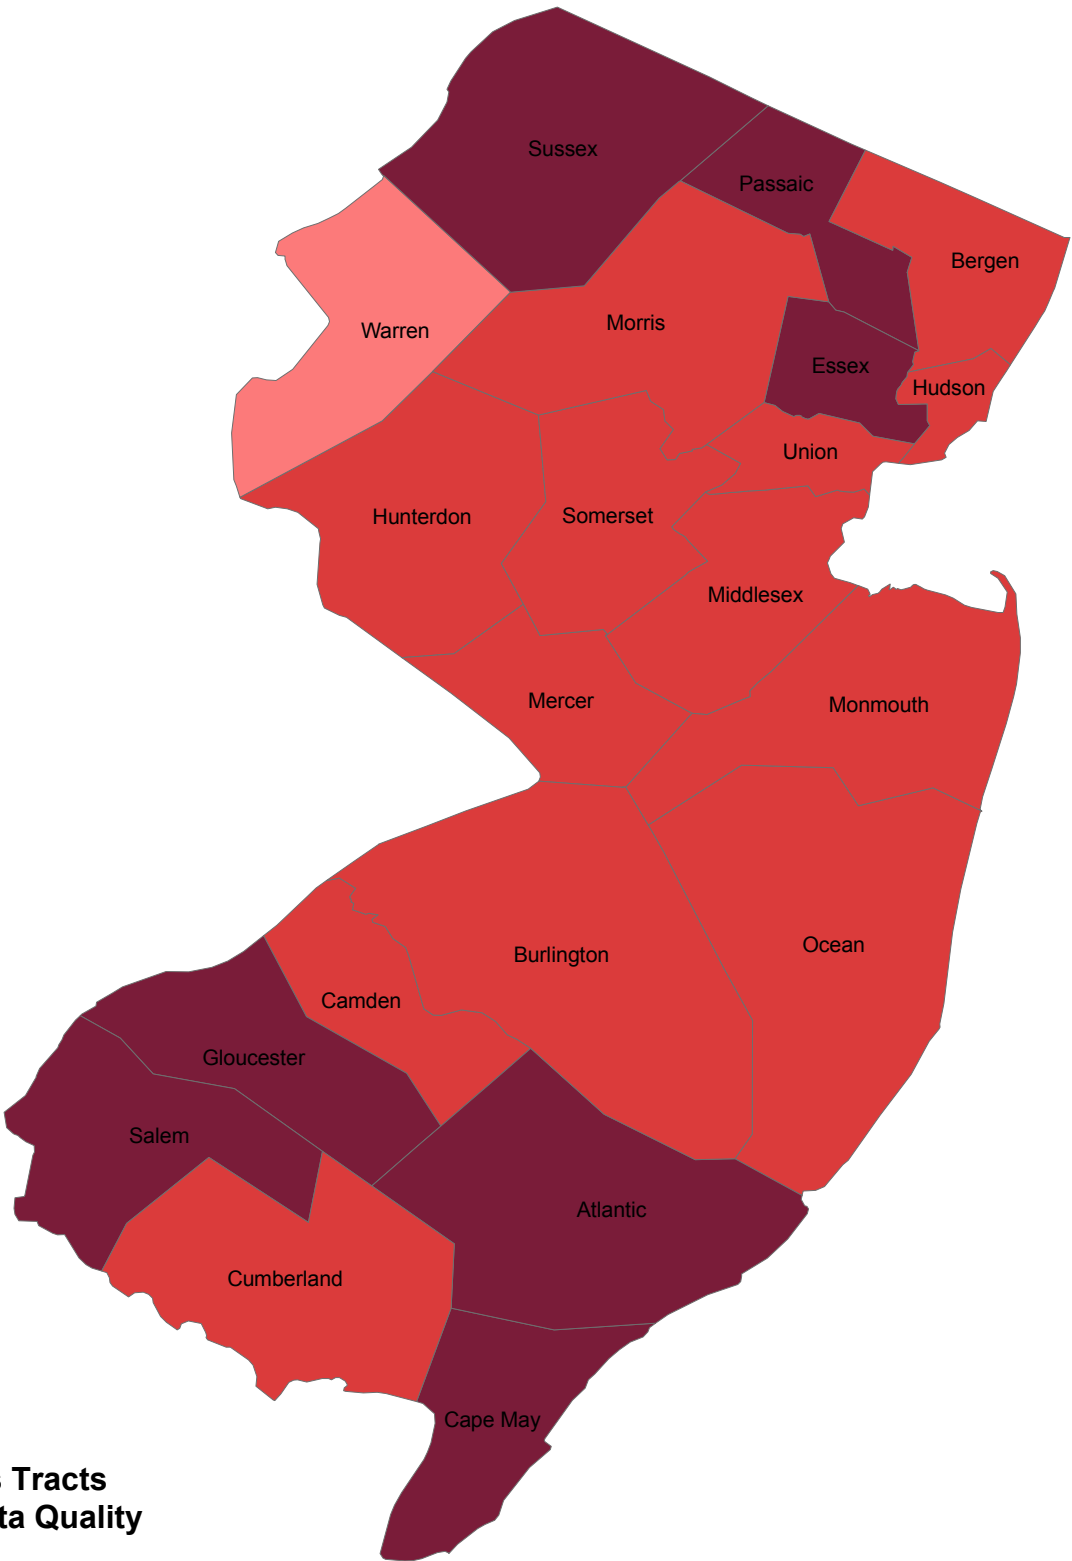 Sussex
Passaic
Bergen
Warren
Morris
Essex
Hudson
Union
Hunterdon
Somerset
Middlesex
Mercer
Monmouth
Ocean
Burlington
Camden
Gloucester
Salem
Atlantic
Cumberland
Cape May
s Tracts
ta Quality